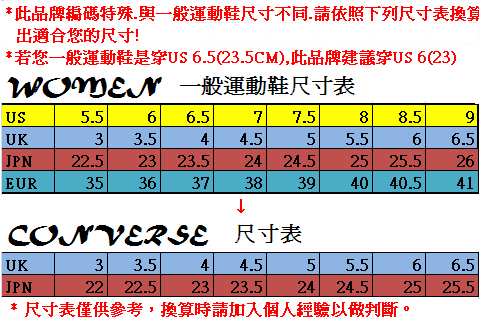 *此品牌編碼特殊.與一般運動鞋尺寸不同.請依照下列尺寸表換算
出適合您的尺寸!
*若您一般運動鞋是穿US 6.5(23.5CM),此品牌建議穿US 6(23)
WOMEN 一般運動鞋尺寸表
US 5.5 6 6.5 7 7.5 8 8.5 9
UK 3 3.5 4 4.5 5 5.5 6 6.5
JPN 22.5 23 23.5 24 24.5 25 25.5 26
EUR 35 36 37 38 39 40 40.5 41
↓
CONVERSE 尺寸表
UK 3 3.5 4 4.5 5 5.5 6 6.5
JPN 22 22.5 23 23.5 24 24.5 25 25.5
* 尺寸表僅供參考，換算時請加入個人經驗以做判斷。